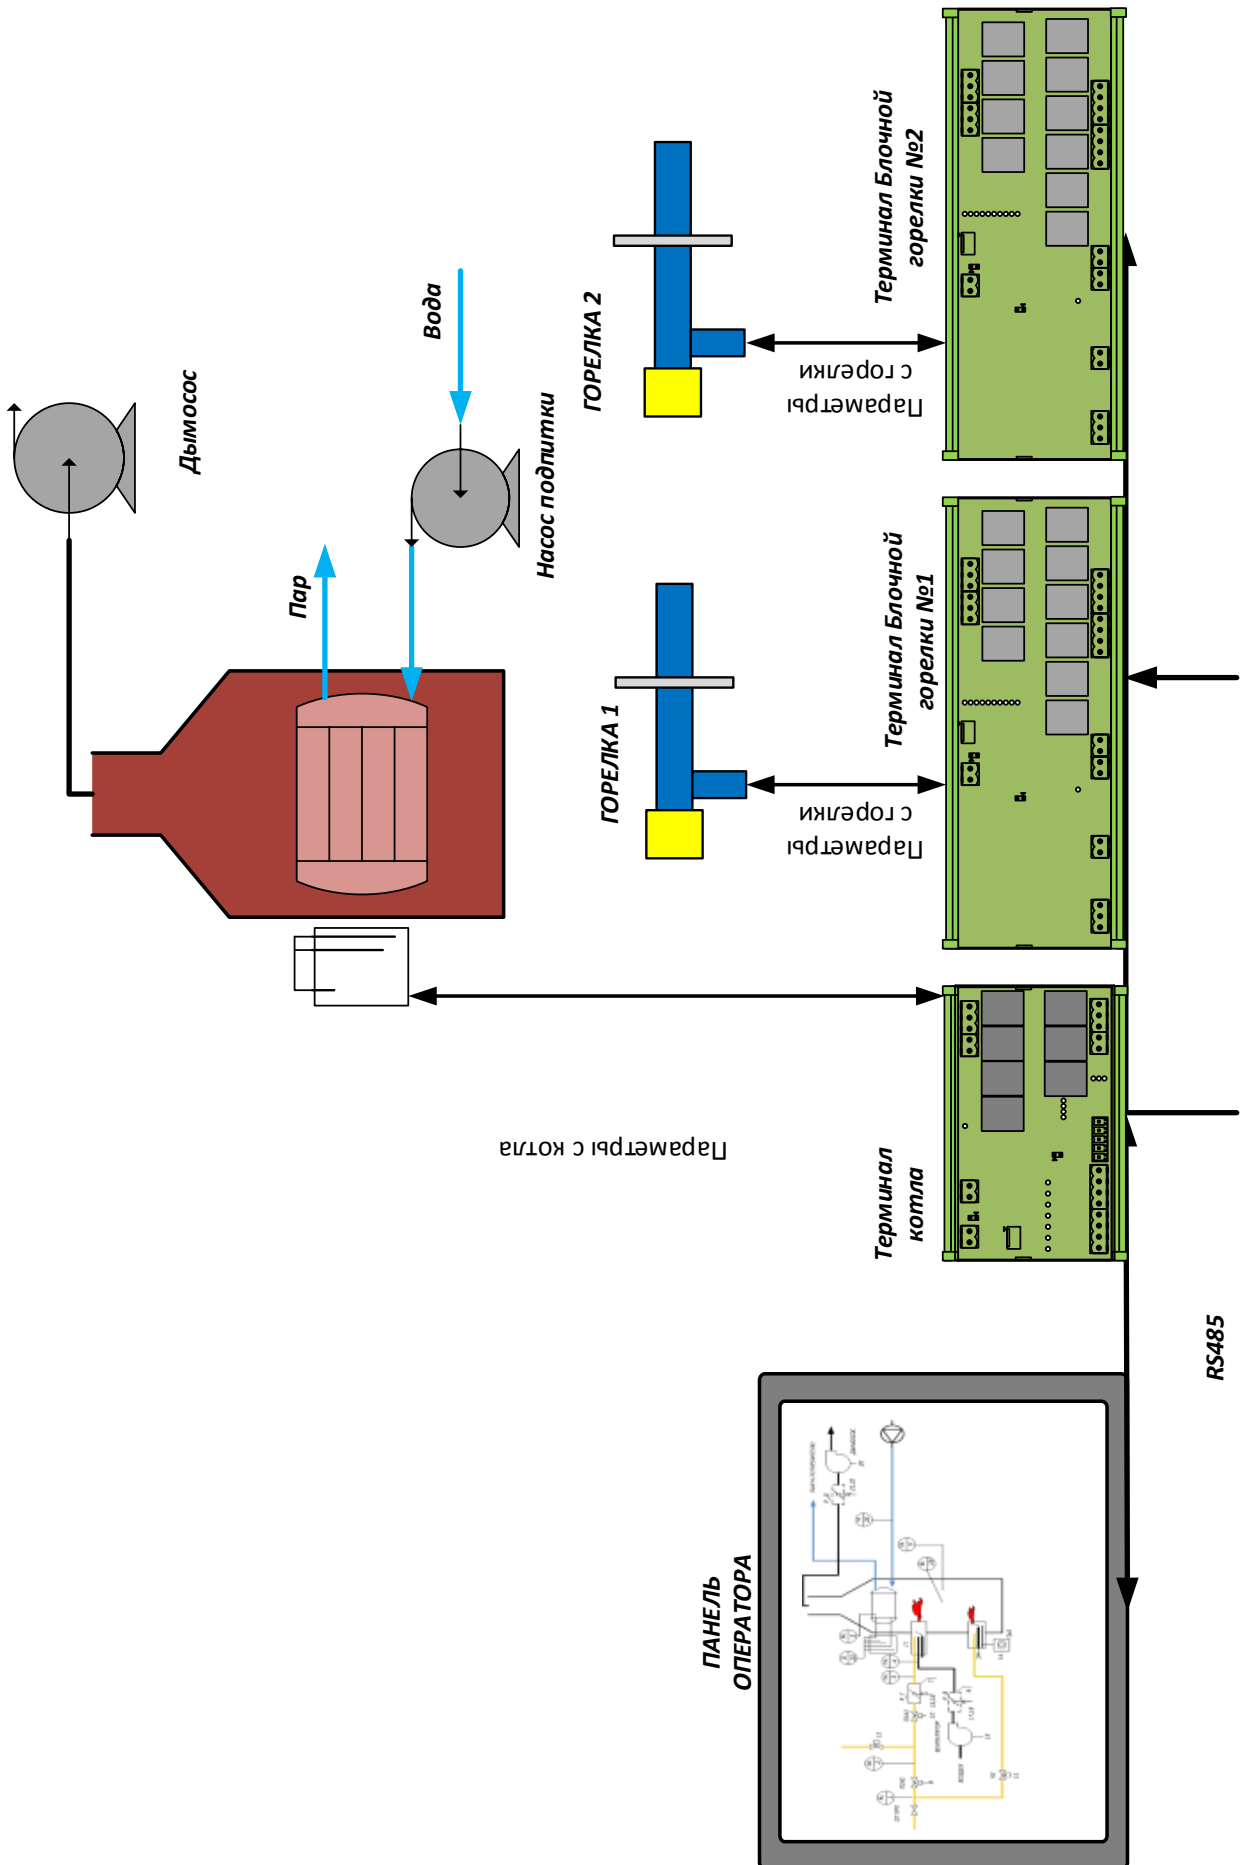 Дымосос
Пар
Вода
Насос подпитки
ГОРЕЛКА 1
ГОРЕЛКА 2
Параметры
с горелки
Параметры
с горелки
Параметры с котла
ПАНЕЛЬ
ОПЕРАТОРА
Терминал
котла
Терминал Блочной
горелки №1
Терминал Блочной
горелки №2
RS485